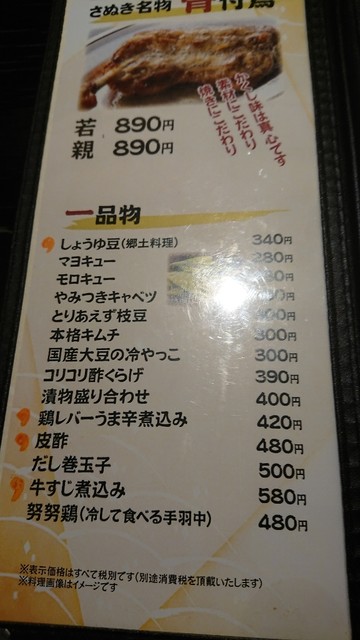 さぬき名物 骨付鳥
かくし味は真心です
素材にこだわり
焼きにこだわり
若 890円
親 890円
一品物
しょうゆ豆(郷土料理) 340円
マヨキュー 280円
モロキュー
やみつきキャベツ
とりあえず枝豆
本格キムチ 300円
国産大豆の冷やっこ 300円
コリコリ酢くらげ 390円
漬物盛り合わせ 400円
鶏レバーうま辛煮込み 420円
皮酢 480円
だし巻玉子 500円
牛すじ煮込み 580円
努努鶏(冷して食べる手羽中) 480円
※表示価格はすべて税別です(別途消費税を頂戴いたします)
※料理画像はイメージです